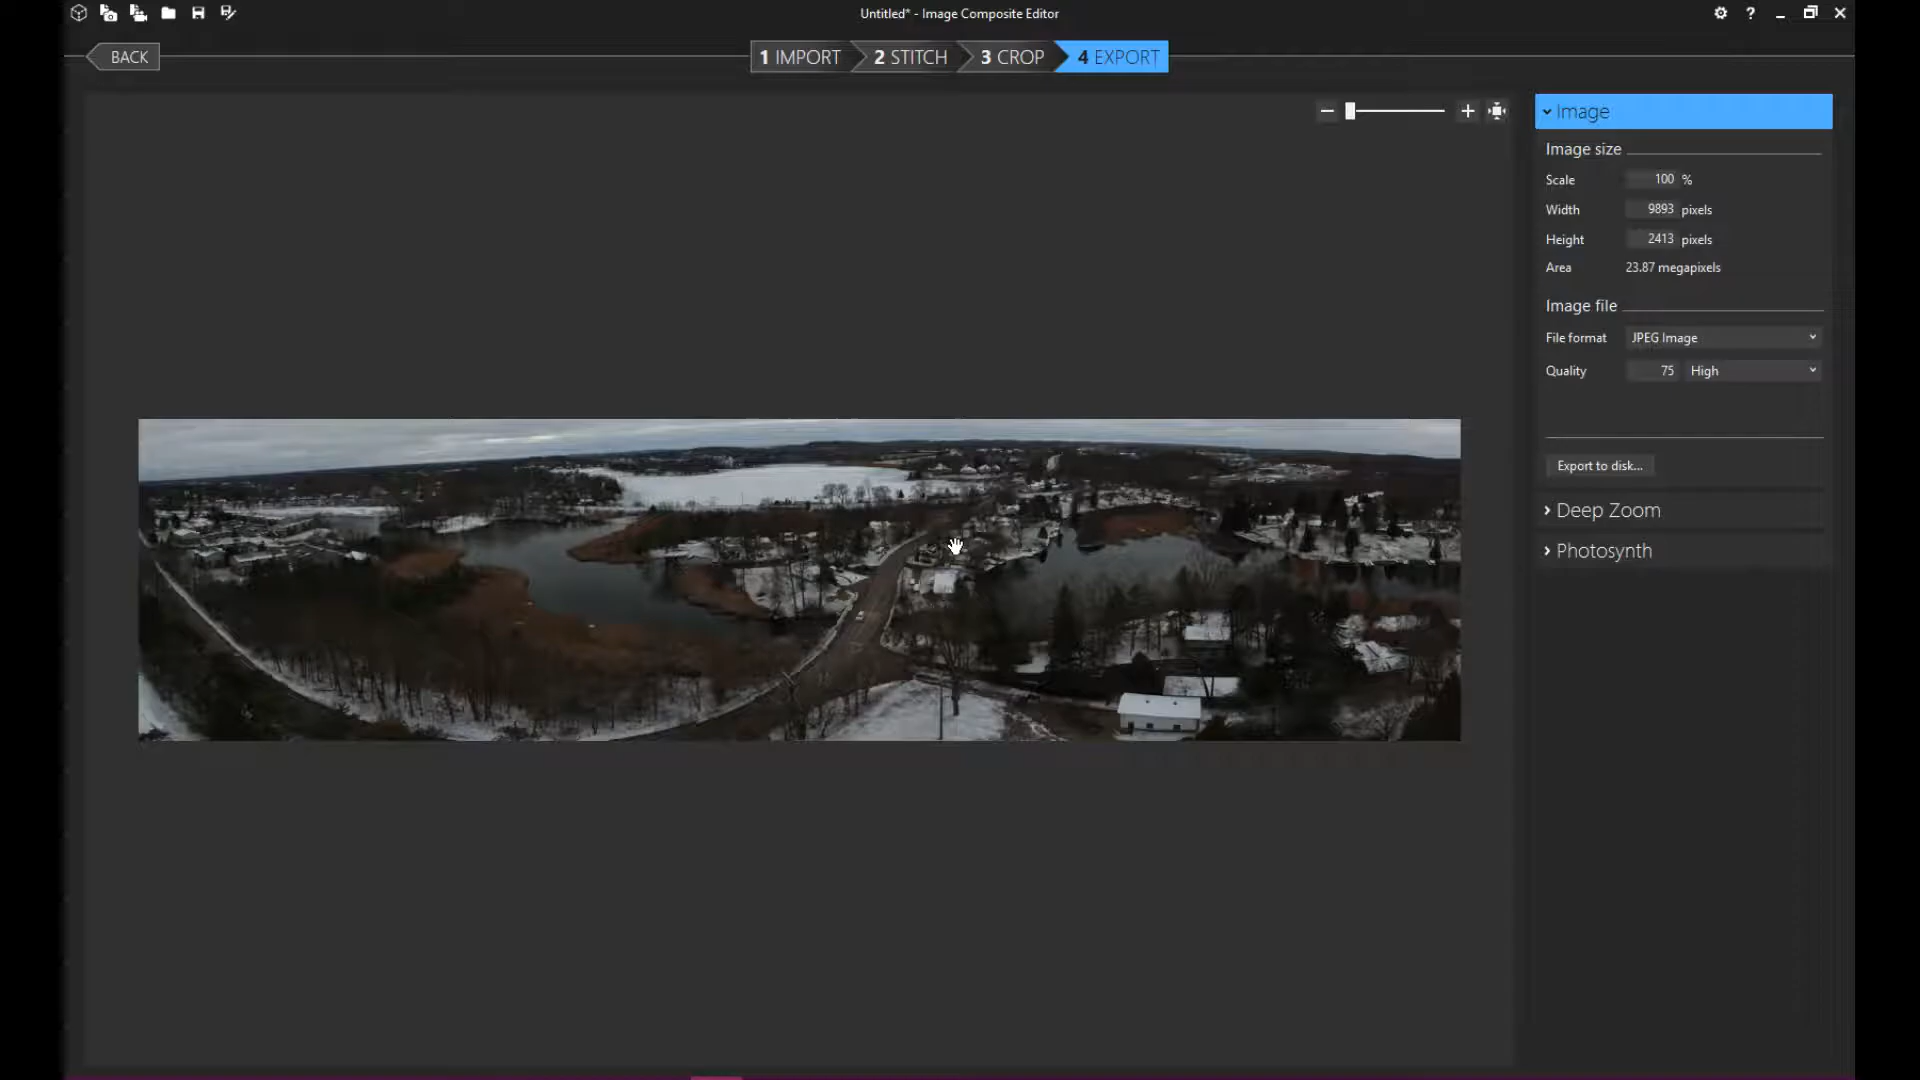 Untitled* - Image Composite Editor
?
BACK
1 IMPORT
2 STITCH
3 CROP
4 EXPORT
Image
Image size
Scale 100 %
Width 9893 pixels
Height 2413 pixels
Area 23.87 megapixels
Image file
File format JPEG Image
Quality 75 High
Export to disk...
Deep Zoom
Photosynth